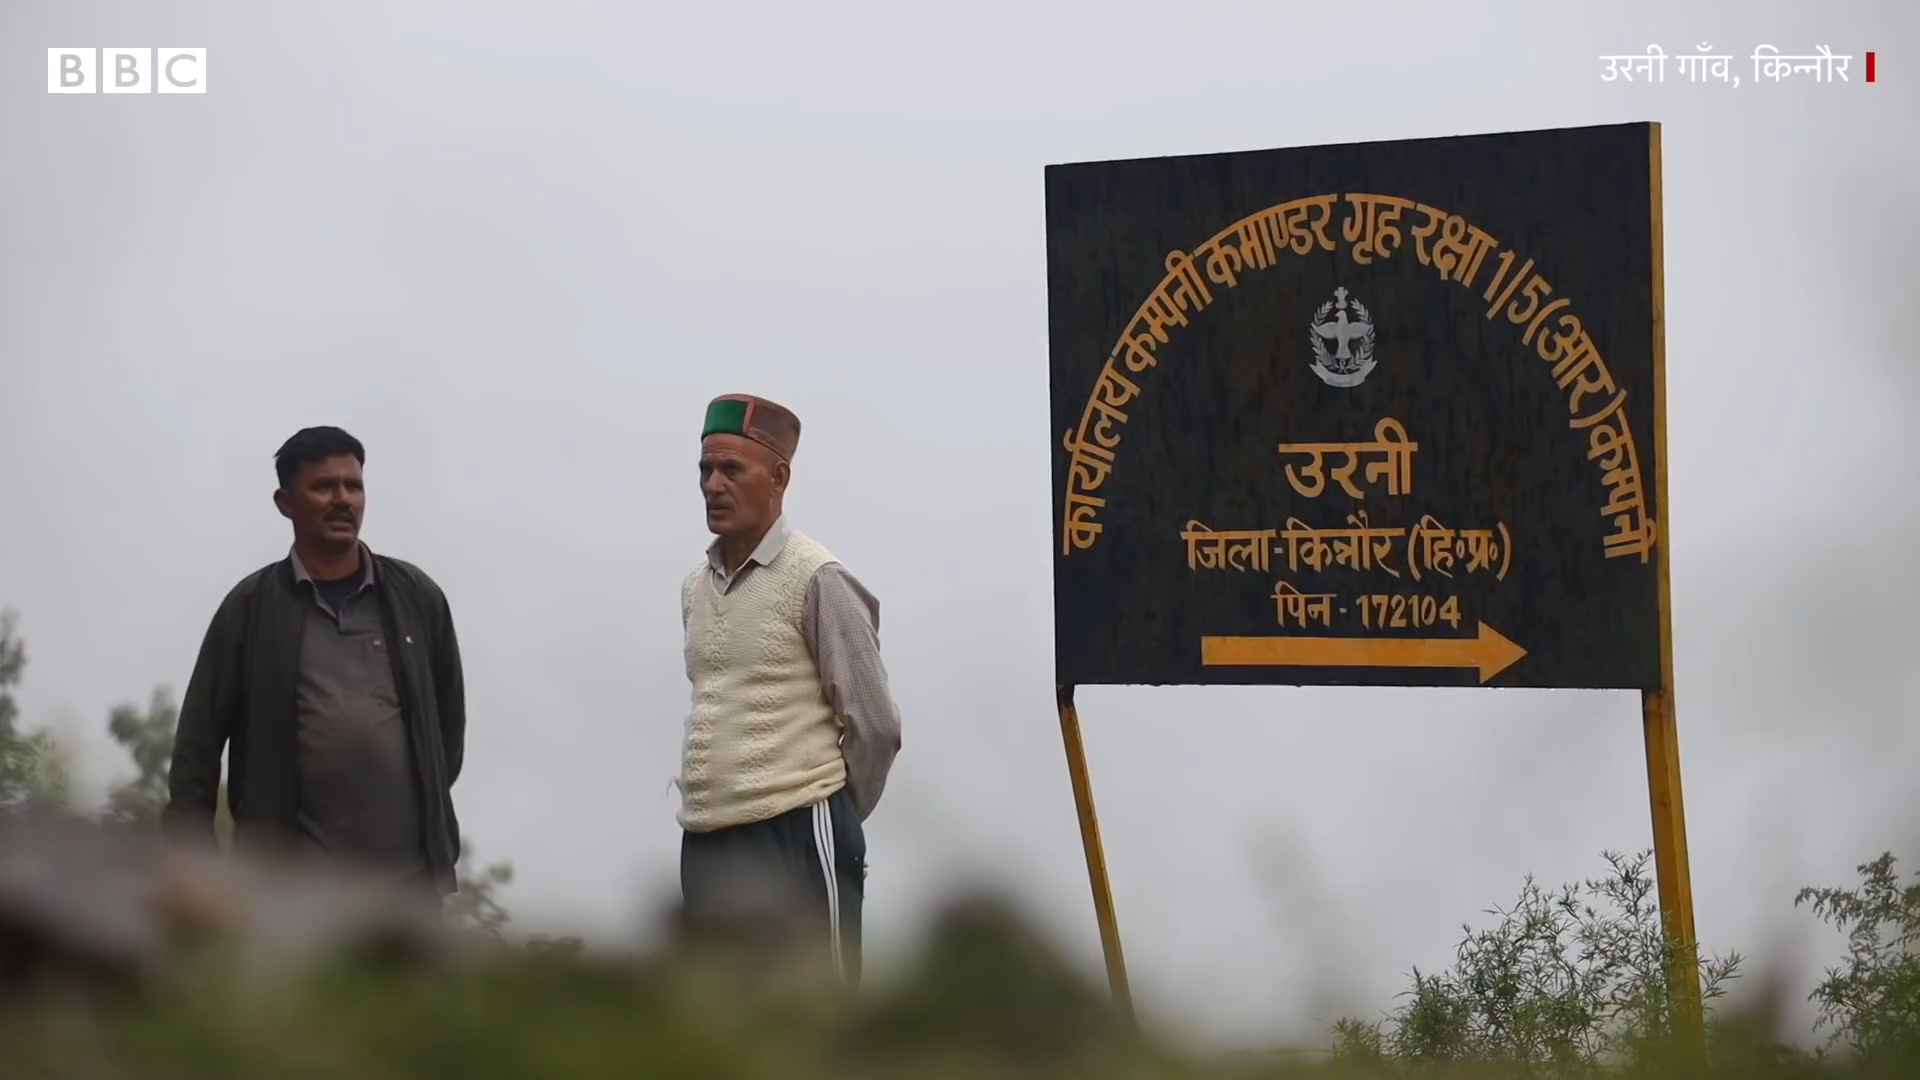 BBC
उरनी गाँव, किन्नौर
कार्यालय कम्पनी कमाण्डर गृह रक्षा 1/5(आर) कम्पनी
उरनी
जिला-किन्नौर (हि॰प्र॰)
पिन - 172104